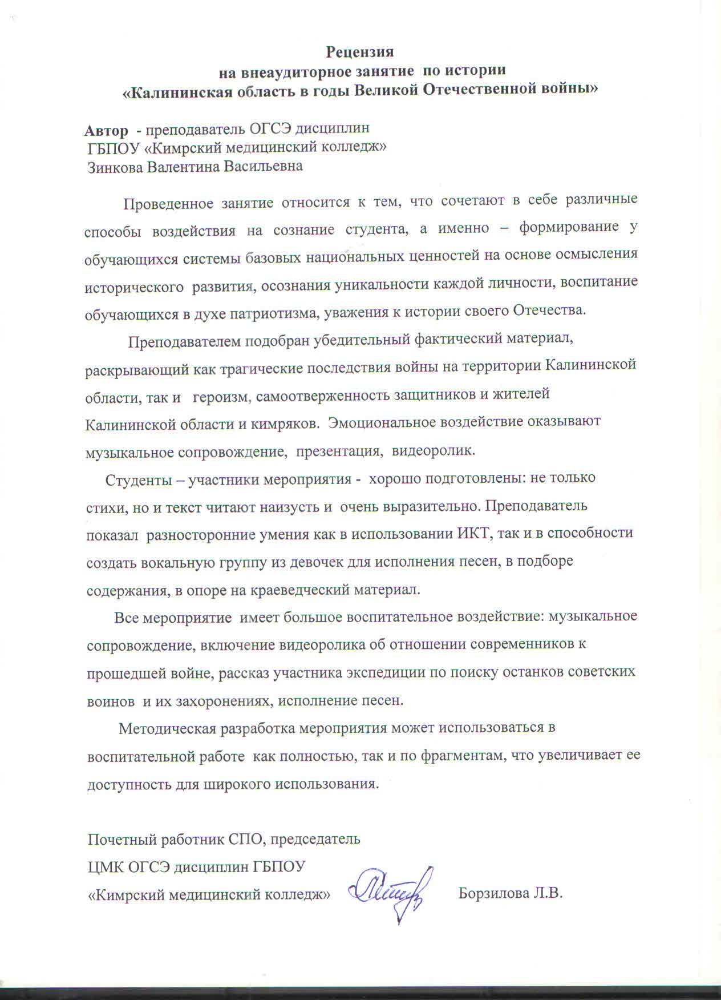 Рецензия
на внеаудиторное занятие по истории
«Калининская область в годы Великой Отечественной войны»
Автор - преподаватель ОГСЭ дисциплин
ГБПОУ «Кимрский медицинский колледж»
Зинкова Валентина Васильевна
Проведенное занятие относится к тем, что сочетают в себе различные
способы воздействия на сознание студента, а именно – формирование у
обучающихся системы базовых национальных ценностей на основе осмысления
исторического развития, осознания уникальности каждой личности, воспитание
обучающихся в духе патриотизма, уважения к истории своего Отечества.
Преподавателем подобран убедительный фактический материал,
раскрывающий как трагические последствия войны на территории Калининской
области, так и героизм, самоотверженность защитников и жителей
Калининской области и кимряков. Эмоциональное воздействие оказывают
музыкальное сопровождение, презентация, видеоролик.
Студенты – участники мероприятия - хорошо подготовлены: не только
стихи, но и текст читают наизусть и очень выразительно. Преподаватель
показал разносторонние умения как в использовании ИКТ, так и в способности
создать вокальную группу из девочек для исполнения песен, в подборе
содержания, в опоре на краеведческий материал.
Все мероприятие имеет большое воспитательное воздействие: музыкальное
сопровождение, включение видеоролика об отношении современников к
прошедшей войне, рассказ участника экспедиции по поиску останков советских
воинов и их захоронениях, исполнение песен.
Методическая разработка мероприятия может использоваться в
воспитательной работе как полностью, так и по фрагментам, что увеличивает ее
доступность для широкого использования.
Почетный работник СПО, председатель
ЦМК ОГСЭ дисциплин ГБПОУ
«Кимрский медицинский колледж» Борзилова Л.В.